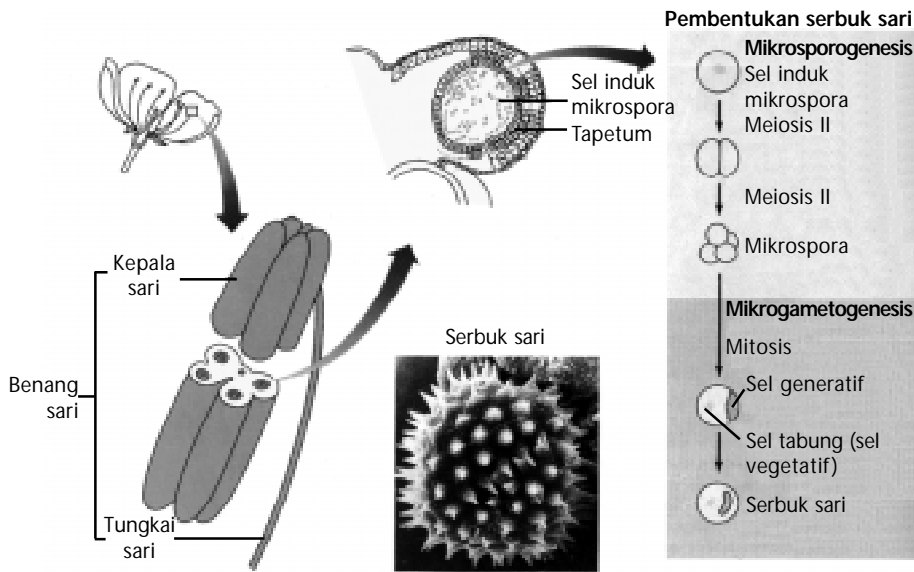 Pembentukan serbuk sari
Mikrosporogenesis
Sel induk
mikrospora
Meiosis II
Meiosis II
Mikrospora
Mikrogametogenesis
Mitosis
Sel generatif
Sel tabung (sel
vegetatif)
Serbuk sari
Sel induk
mikrospora
Tapetum
Kepala
sari
Benang
sari
Tungkai
sari
Serbuk sari